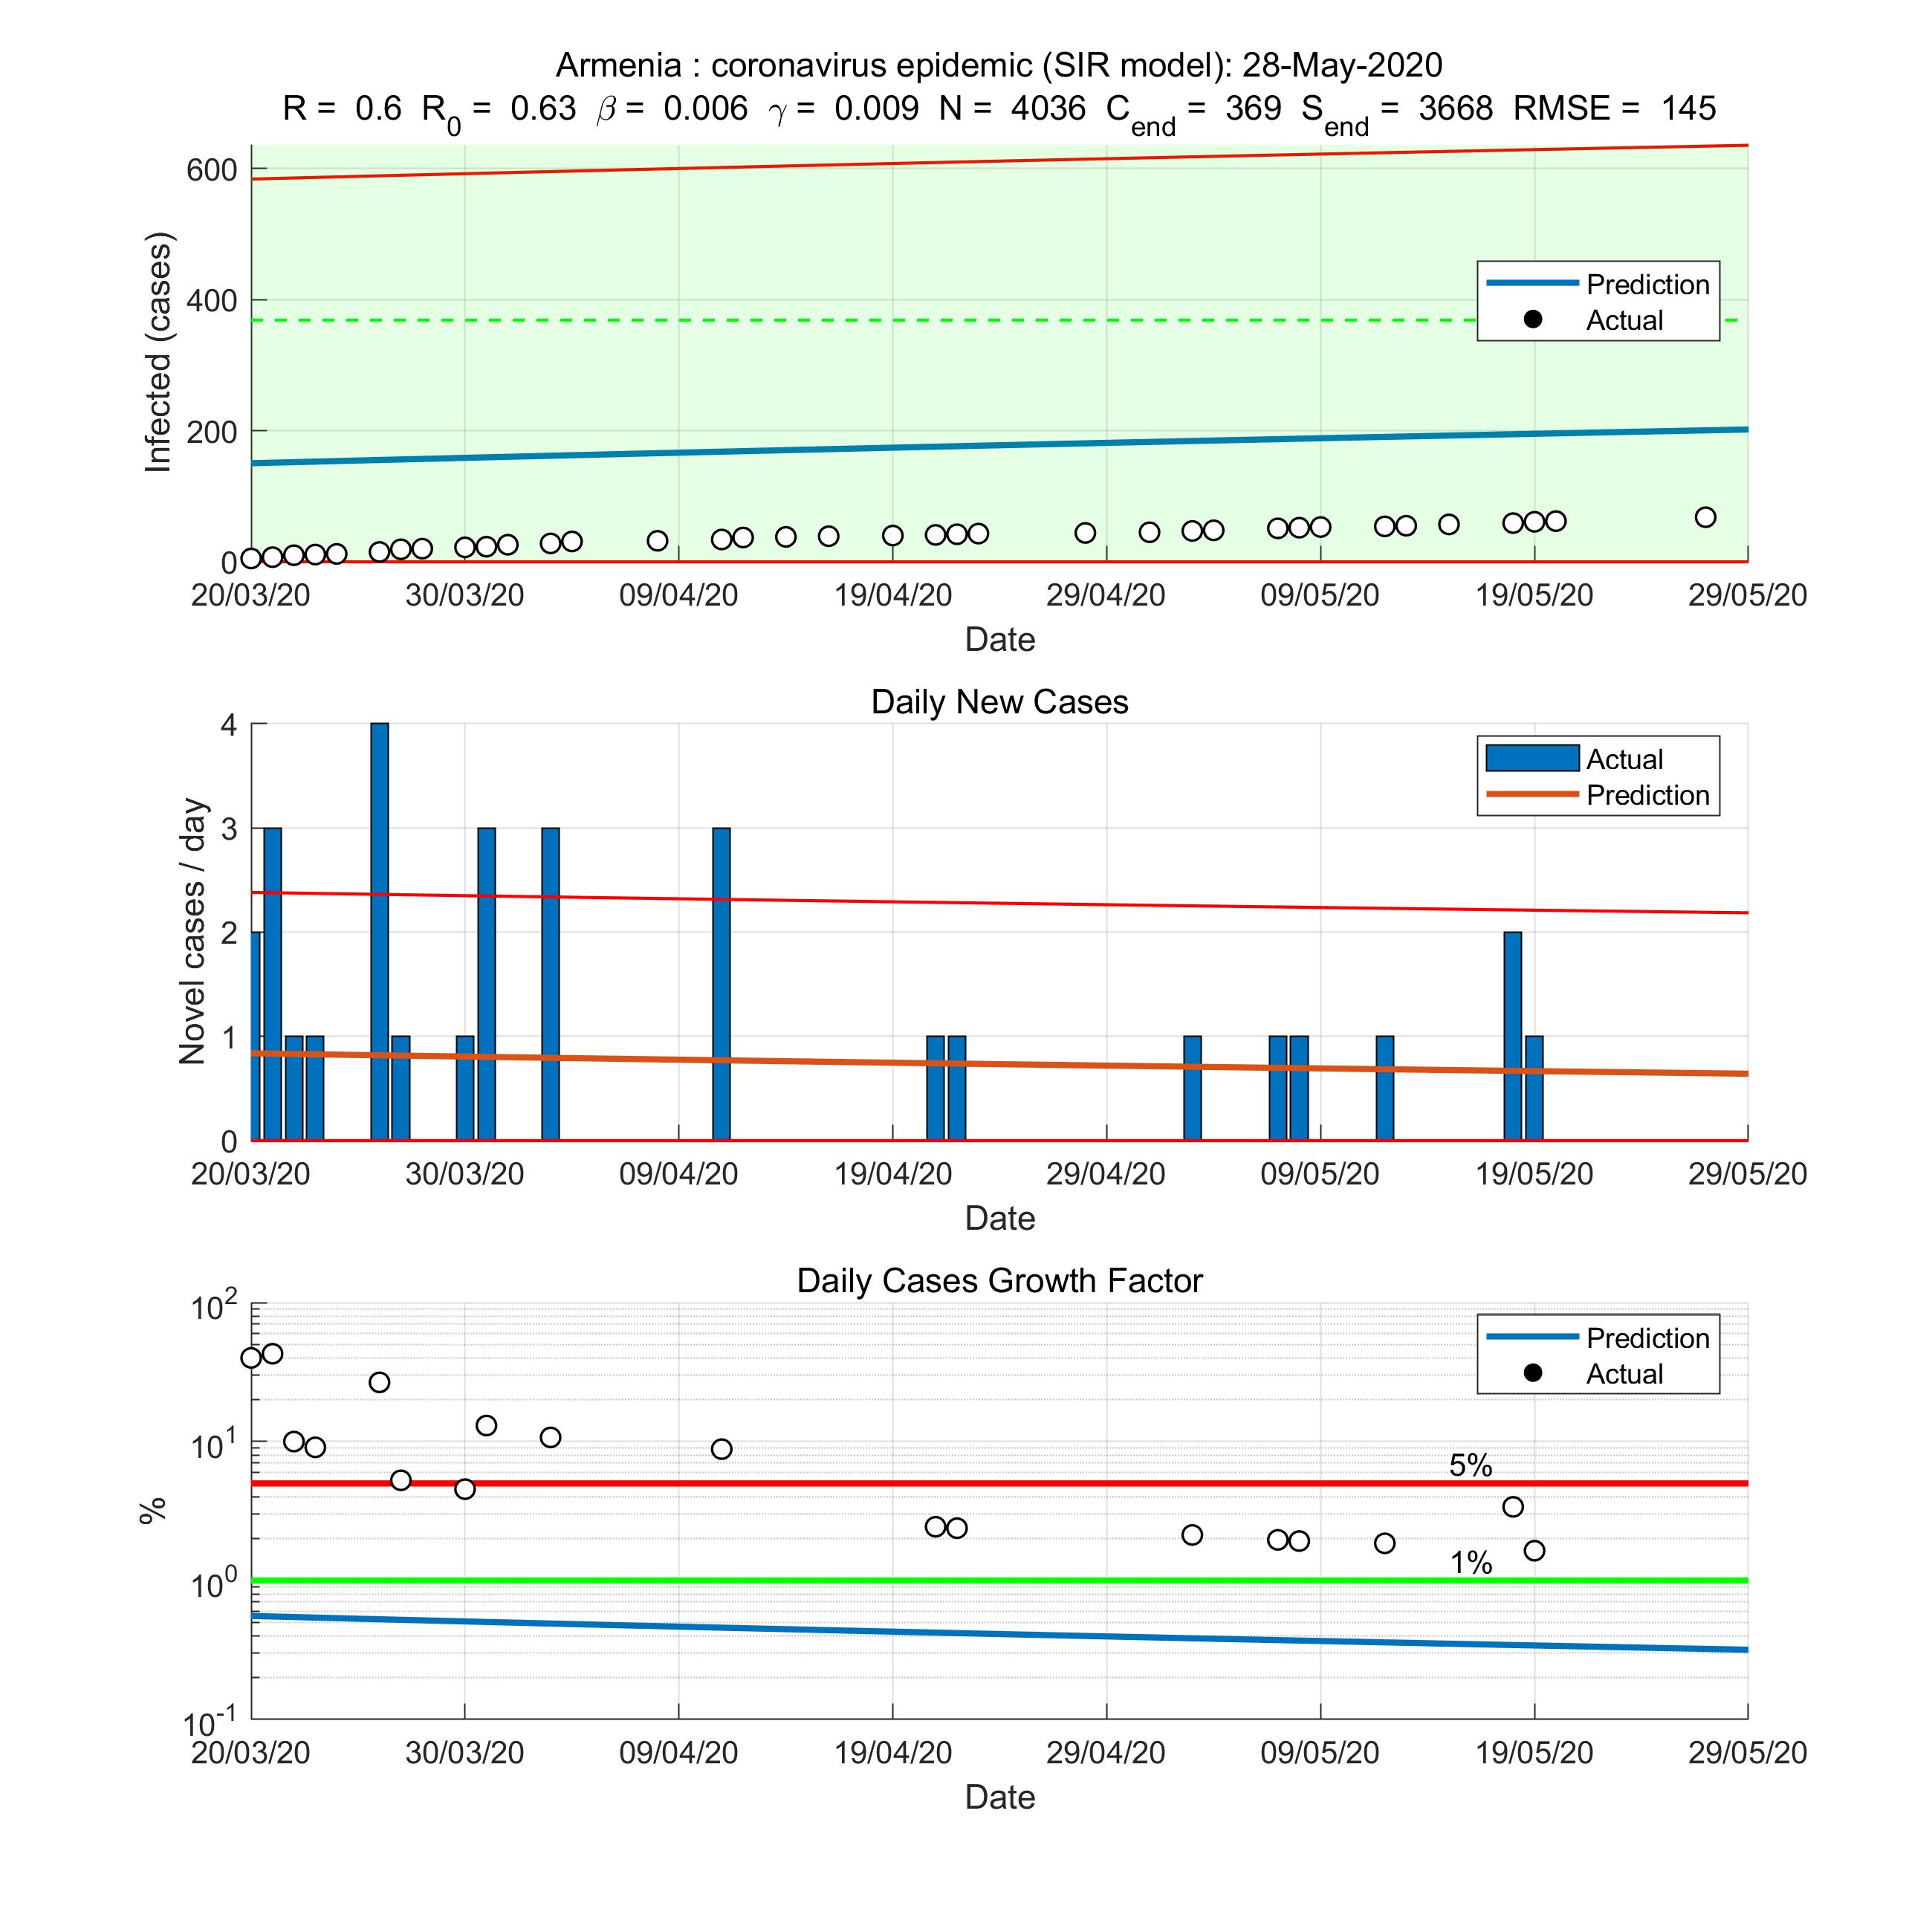 Armenia : coronavirus epidemic (SIR model): 28-May-2020
R = 0.6 R0 = 0.63 β = 0.006 γ = 0.009 N = 4036 Cend = 369 Send = 3668 RMSE = 145
Infected (cases)
600
400
200
0
Prediction
Actual
20/03/20 30/03/20 09/04/20 19/04/20 29/04/20 09/05/20 19/05/20 29/05/20
Date
Daily New Cases
Novel cases / day
4
3
2
1
0
Actual
Prediction
20/03/20 30/03/20 09/04/20 19/04/20 29/04/20 09/05/20 19/05/20 29/05/20
Date
Daily Cases Growth Factor
%
10^2
10^1
10^0
10^-1
Prediction
Actual
5%
1%
20/03/20 30/03/20 09/04/20 19/04/20 29/04/20 09/05/20 19/05/20 29/05/20
Date